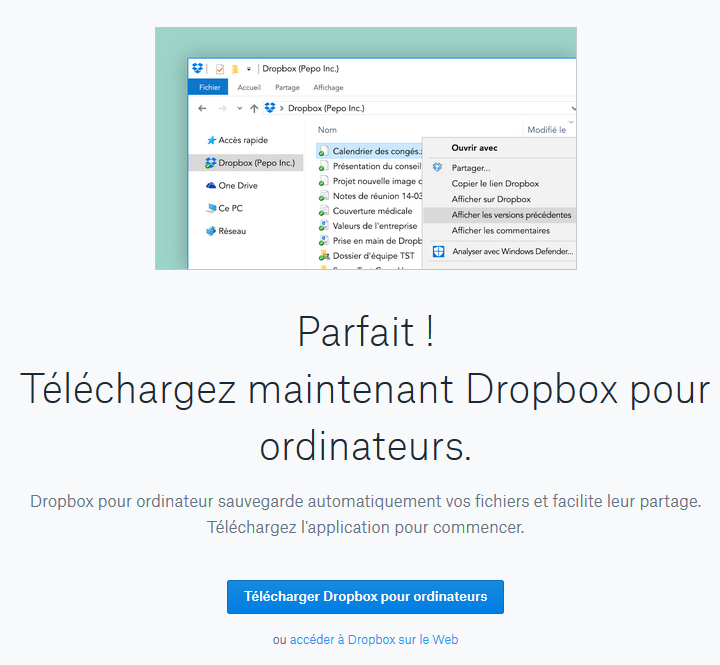 Dropbox (Pepo Inc.)
Fichier Accueil Partage Affichage
Dropbox (Pepo Inc.)
Nom Modifié le
Accès rapide
Dropbox (Pepo Inc.)
One Drive
Ce PC
Réseau
Calendrier des congés.
Présentation du conseil
Projet nouvelle image
Notes de réunion 14-03
Couverture médicale
Valeurs de l'entreprise
Prise en main de Dropb
Dossier d'équipe TST
Ouvrir avec
Partager...
Copier le lien Dropbox
Afficher sur Dropbox
Afficher les versions précédentes
Afficher les commentaires
Analyser avec Windows Defender...
Parfait !
Téléchargez maintenant Dropbox pour
ordinateurs.
Dropbox pour ordinateur sauvegarde automatiquement vos fichiers et facilite leur partage.
Téléchargez l'application pour commencer.
Télécharger Dropbox pour ordinateurs
ou accéder à Dropbox sur le Web